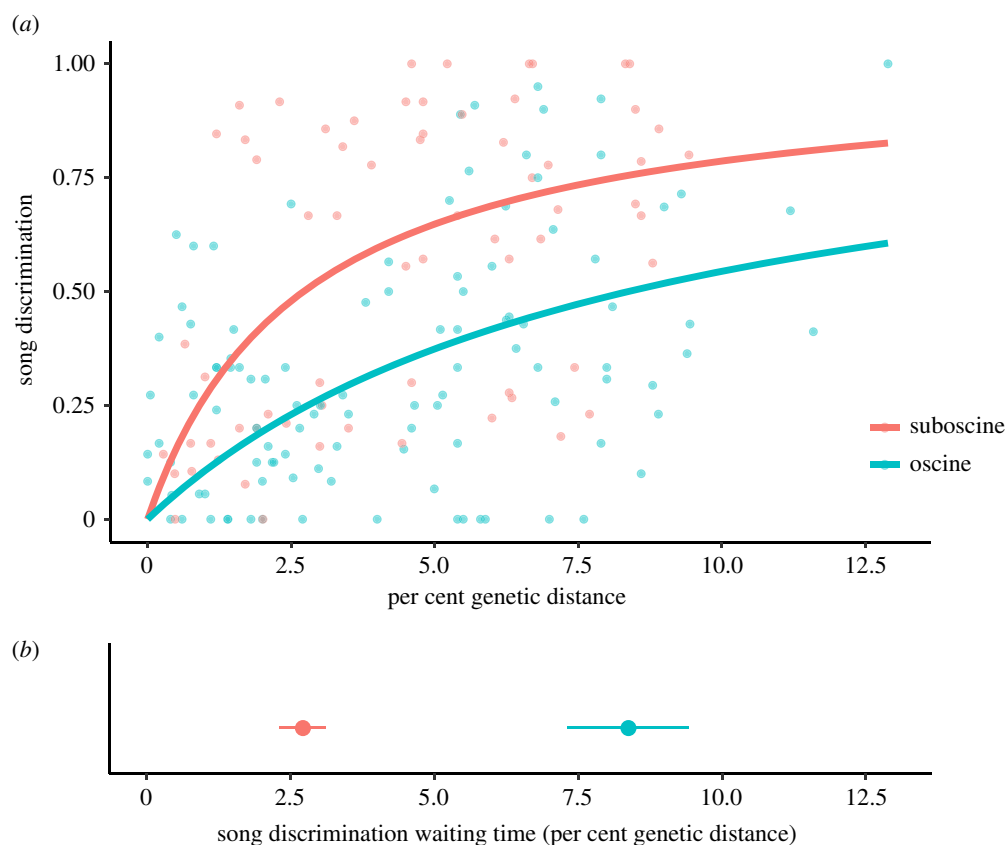 (a)
1.00
0.75
0.50
0.25
0
song discrimination
suboscine
oscine
0 2.5 5.0 7.5 10.0 12.5
per cent genetic distance
(b)
0 2.5 5.0 7.5 10.0 12.5
song discrimination waiting time (per cent genetic distance)